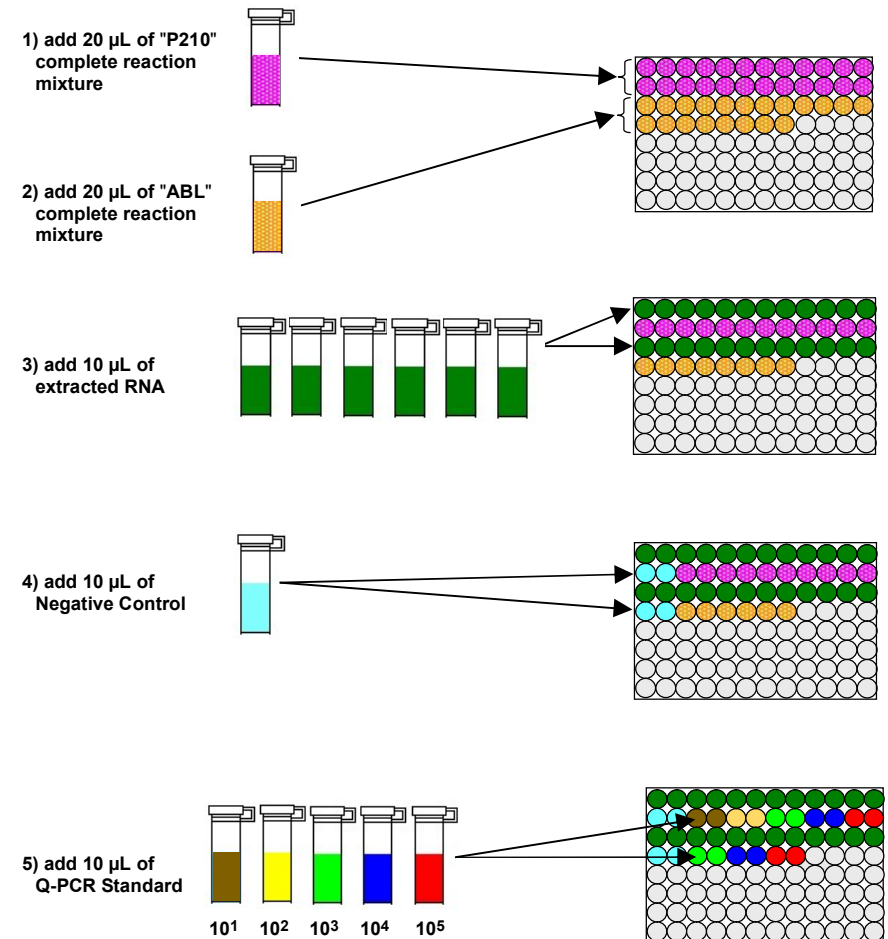 1) add 20 µL of "P210"
complete reaction
mixture
2) add 20 µL of "ABL"
complete reaction
mixture
3) add 10 µL of
extracted RNA
4) add 10 µL of
Negative Control
5) add 10 µL of
Q-PCR Standard
10¹ 10² 10³ 10⁴ 10⁵